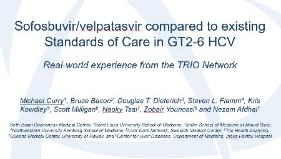 Sofosbuvir/velpatasvir compared to existing
Standards of Care in GT2-6 HCV
Real-world experience from the TRIO Network
Michael Curry¹, Bruce Bacon², Douglas T. Dieterich³, Steven L. Flamm⁴, Kris
Kowdley⁵, Scott Milligan⁶, Naoky Tsai⁷, Zobair Younossi⁸ and Nezam Afdhal¹
¹Beth Israel Deaconess Medical Center, ²Saint Louis University School of Medicine, ³Icahn School of Medicine at Mount Sinai,
⁴Northwestern University Feinberg School of Medicine, ⁵Liver Care Network, Swedish Medical Center, ⁶Trio Health Analytics,
⁷Queens Medical Center, University of Hawaii, and ⁸Center for Liver Diseases, Department of Medicine, Inova Fairfax Hospital